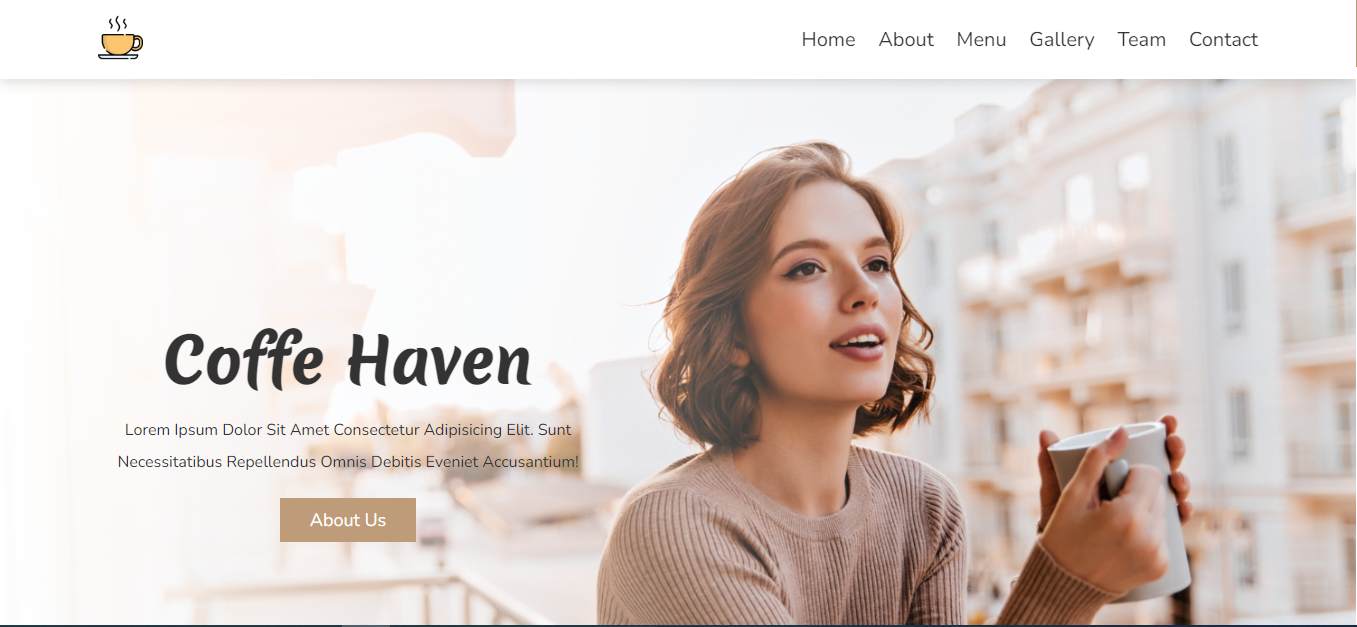 Home About Menu Gallery Team Contact
Coffe Haven
Lorem Ipsum Dolor Sit Amet Consectetur Adipisicing Elit. Sunt
Necessitatibus Repellendus Omnis Debitis Eveniet Accusantium!
About Us